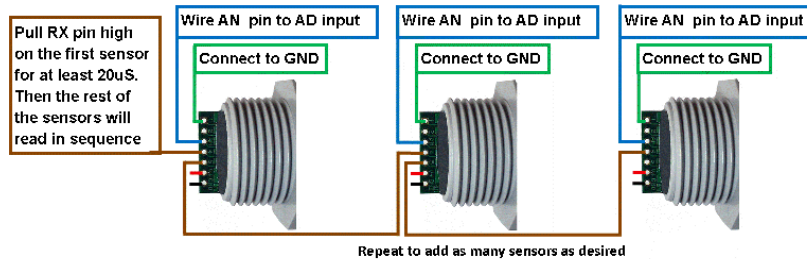 Pull RX pin high
on the first sensor
for at least 20uS.
Then the rest of
the sensors will
read in sequence
Wire AN pin to AD input
Connect to GND
Wire AN pin to AD input
Connect to GND
Wire AN pin to AD input
Connect to GND
Repeat to add as many sensors as desired